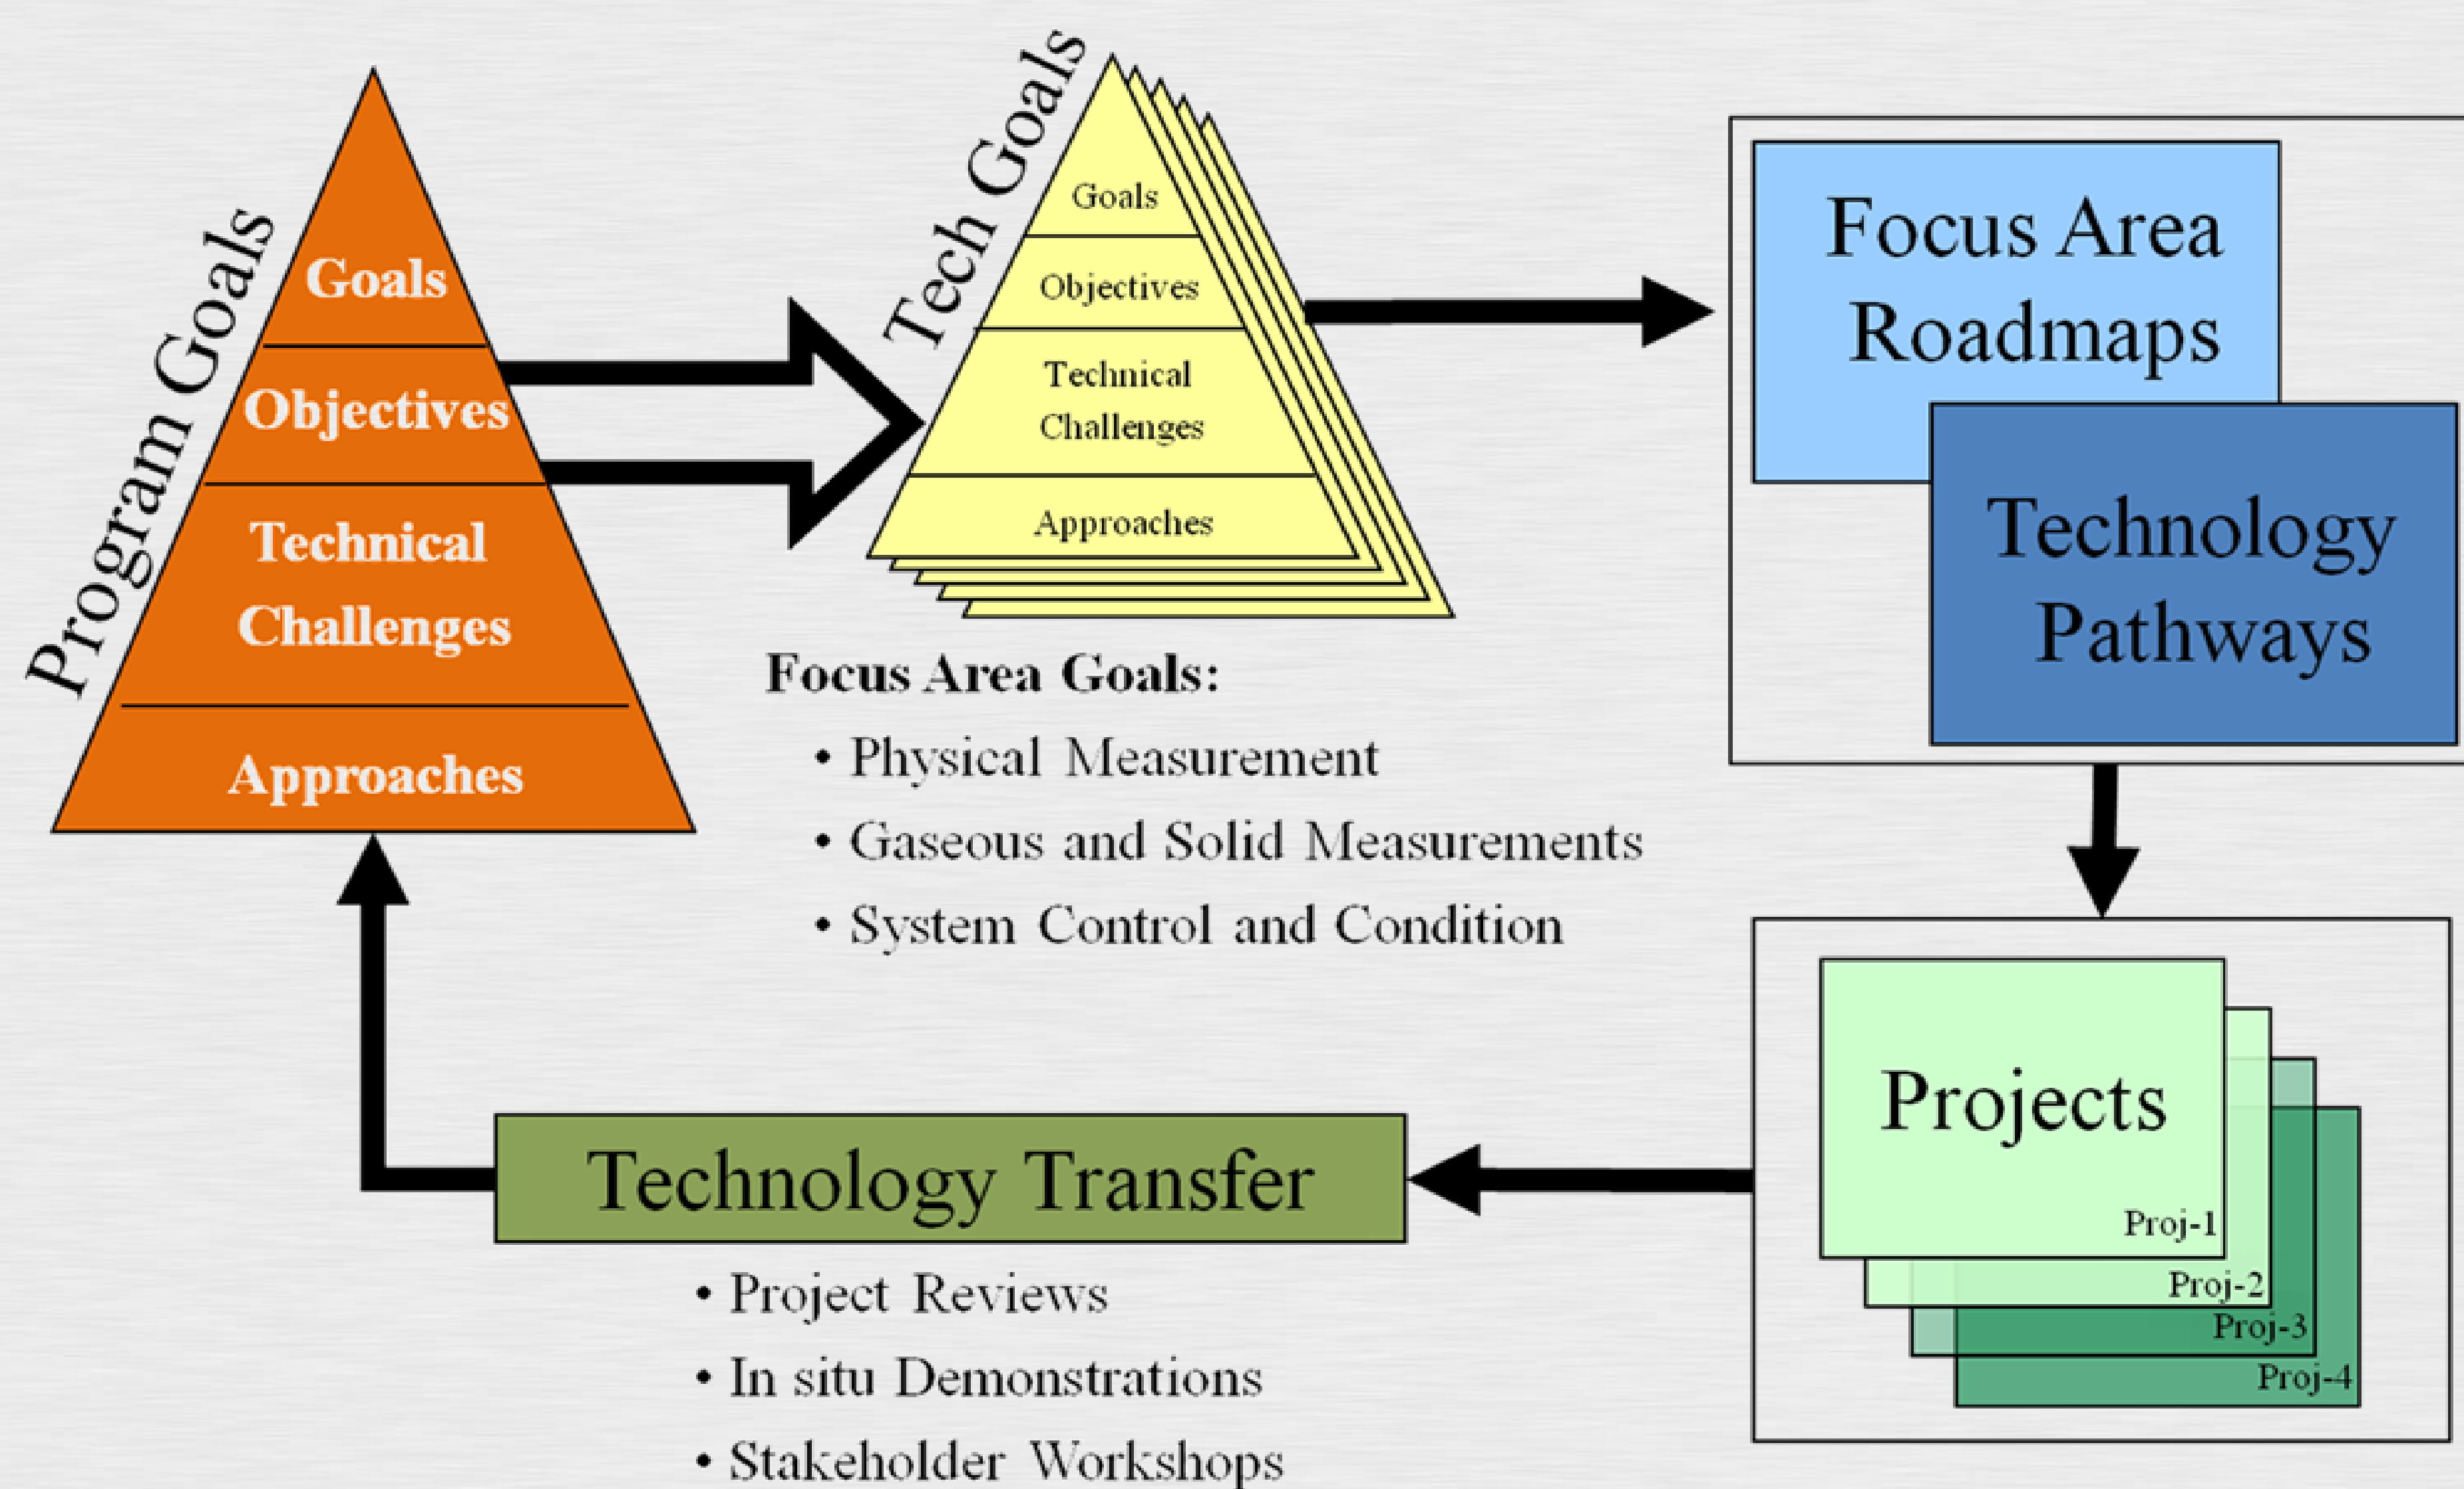 Program Goals
Goals
Objectives
Technical
Challenges
Approaches
Tech Goals
Goals
Objectives
Technical
Challenges
Approaches
Focus Area Goals:
• Physical Measurement
• Gaseous and Solid Measurements
• System Control and Condition
Focus Area
Roadmaps
Technology
Pathways
Projects
Proj-1
Proj-2
Proj-3
Proj-4
Technology Transfer
• Project Reviews
• In situ Demonstrations
• Stakeholder Workshops